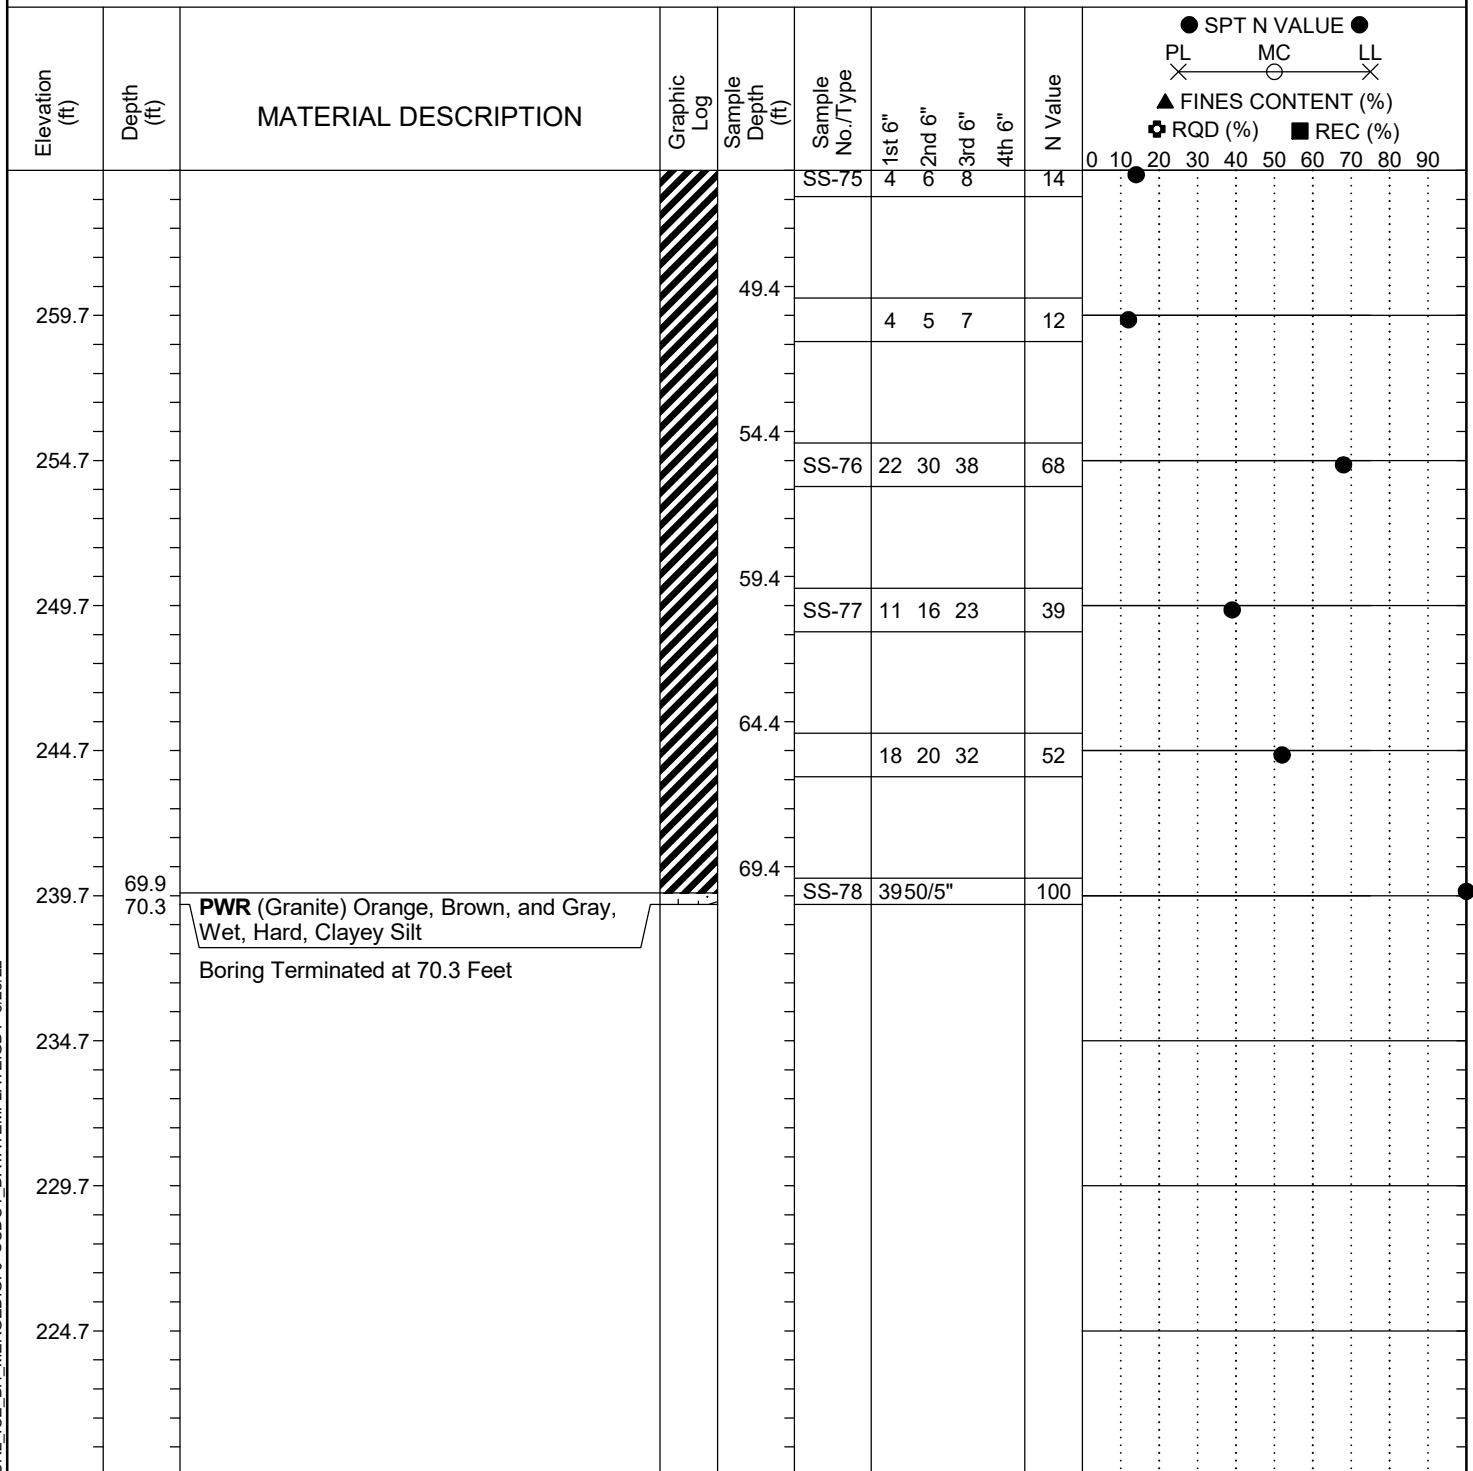 ● SPT N VALUE ●
PL MC LL
▲ FINES CONTENT (%)
RQD (%) ■ REC (%)
0 10 20 30 40 50 60 70 80 90
Elevation (ft)
Depth (ft)
MATERIAL DESCRIPTION
Graphic Log
Sample Depth (ft)
Sample No./Type
1st 6"
2nd 6"
3rd 6"
4th 6"
N Value
SS-75 4 6 8 14
49.4
259.7 4 5 7 12
54.4
254.7 SS-76 22 30 38 68
59.4
249.7 SS-77 11 16 23 39
64.4
244.7 18 20 32 52
69.4
69.9
239.7 SS-78 39 50/5" 100
70.3 PWR (Granite) Orange, Brown, and Gray,
Wet, Hard, Clayey Silt
Boring Terminated at 70.3 Feet
234.7
229.7
224.7